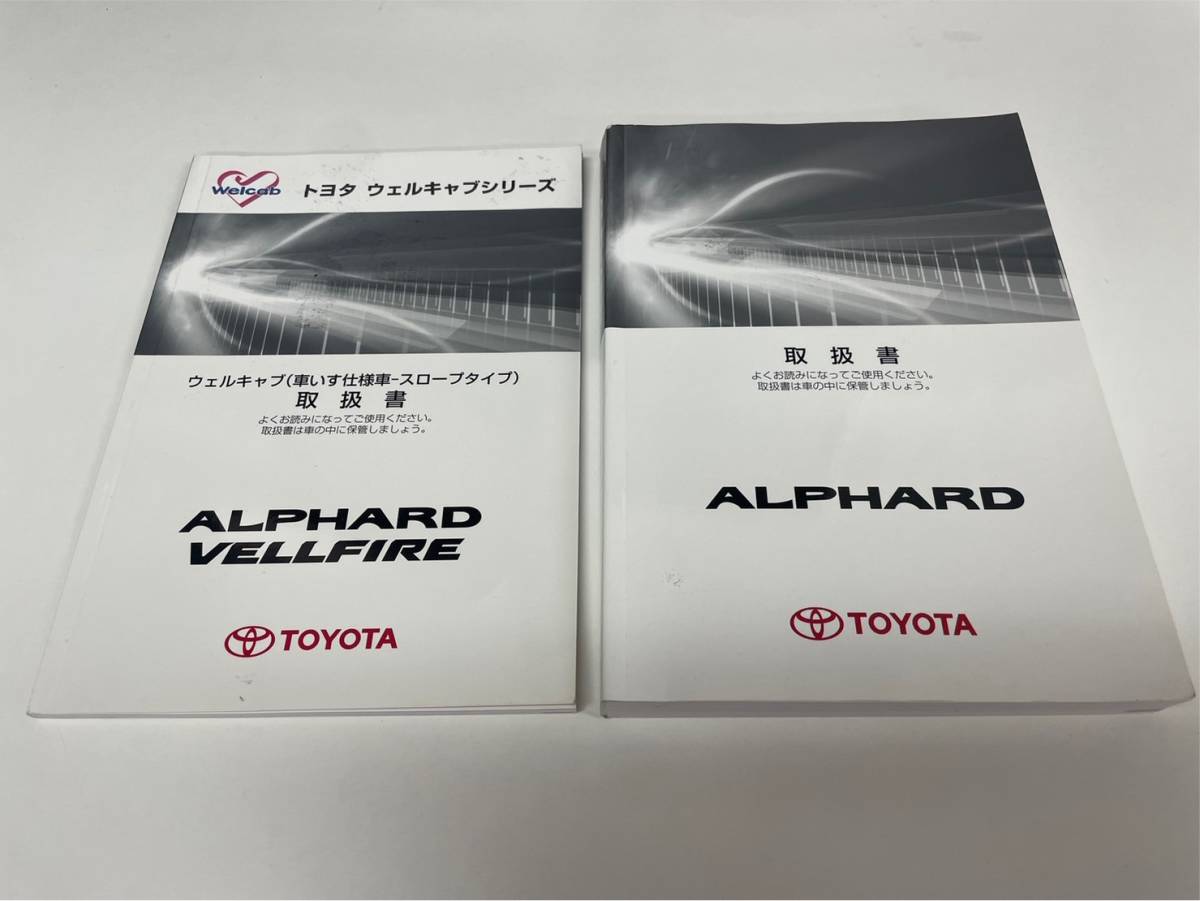 Welcab
トヨタ ウェルキャブシリーズ
ウェルキャブ(車いす仕様車-スロープタイプ)
取扱書
よくお読みになってご使用ください。
取扱書は車の中に保管しましょう。
ALPHARD
VELLFIRE
TOYOTA
取扱書
よくお読みになってご使用ください。
取扱書は車の中に保管しましょう。
ALPHARD
TOYOTA